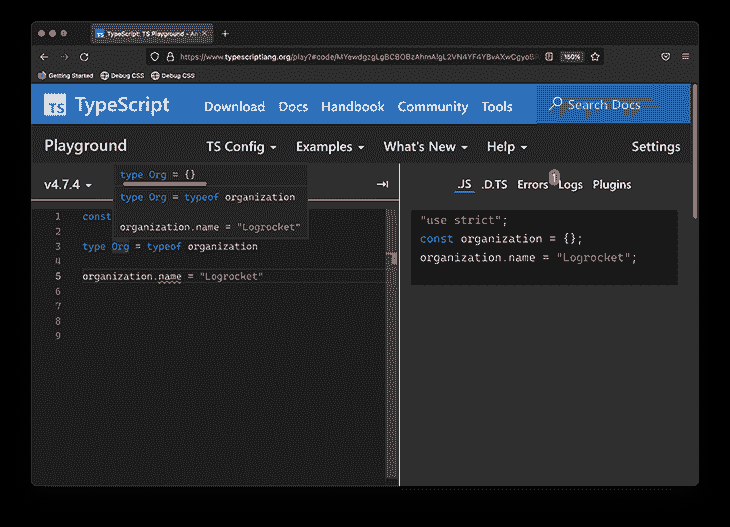 TS TypeScript: TS Playground - An
https://www.typescriptlang.org/play?#code/
150%
Getting Started Debug CSS Debug CSS
TS TypeScript Download Docs Handbook Community Tools Search Docs
Playground TS Config Examples What's New Help Settings
v4.7.4
type Org = {}
type Org = typeof organization
organization.name = "Logrocket"
1 const
2
3 type Org = typeof organization
4
5 organization.name = "Logrocket"
6
7
8
9
.JS .D.TS Errors 1 Logs Plugins
"use strict";
const organization = {};
organization.name = "Logrocket";